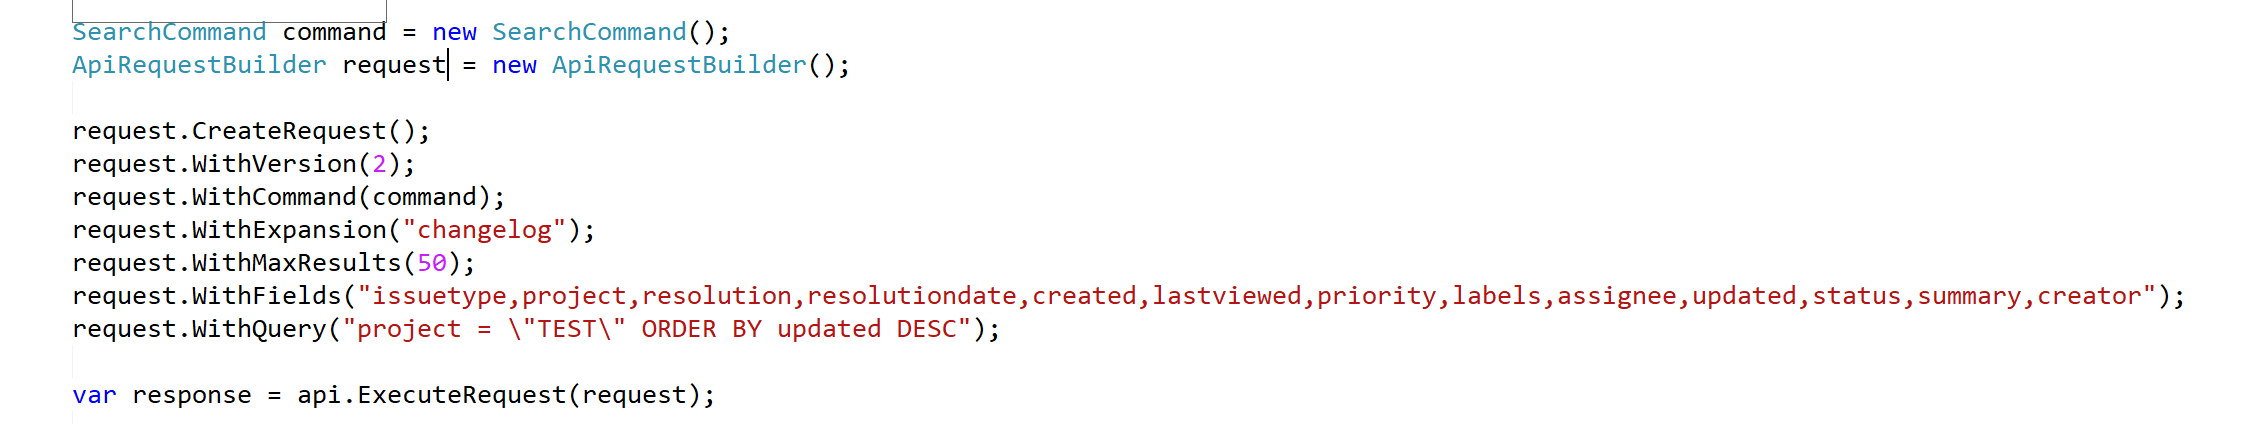 SearchCommand command = new SearchCommand();
ApiRequestBuilder request = new ApiRequestBuilder();
request.CreateRequest();
request.WithVersion(2);
request.WithCommand(command);
request.WithExpansion("changelog");
request.WithMaxResults(50);
request.WithFields("issuetype,project,resolution,resolutiondate,created,lastviewed,priority,labels,assignee,updated,status,summary,creator");
request.WithQuery("project = \"TEST\" ORDER BY updated DESC");
var response = api.ExecuteRequest(request);